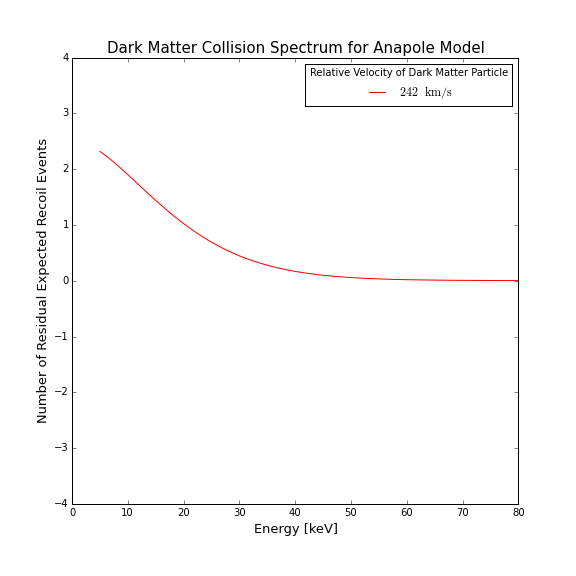 Dark Matter Collision Spectrum for Anapole Model
Relative Velocity of Dark Matter Particle
242 km/s
Number of Residual Expected Recoil Events
4
3
2
1
0
−1
−2
−3
−4
0 10 20 30 40 50 60 70 80
Energy [keV]